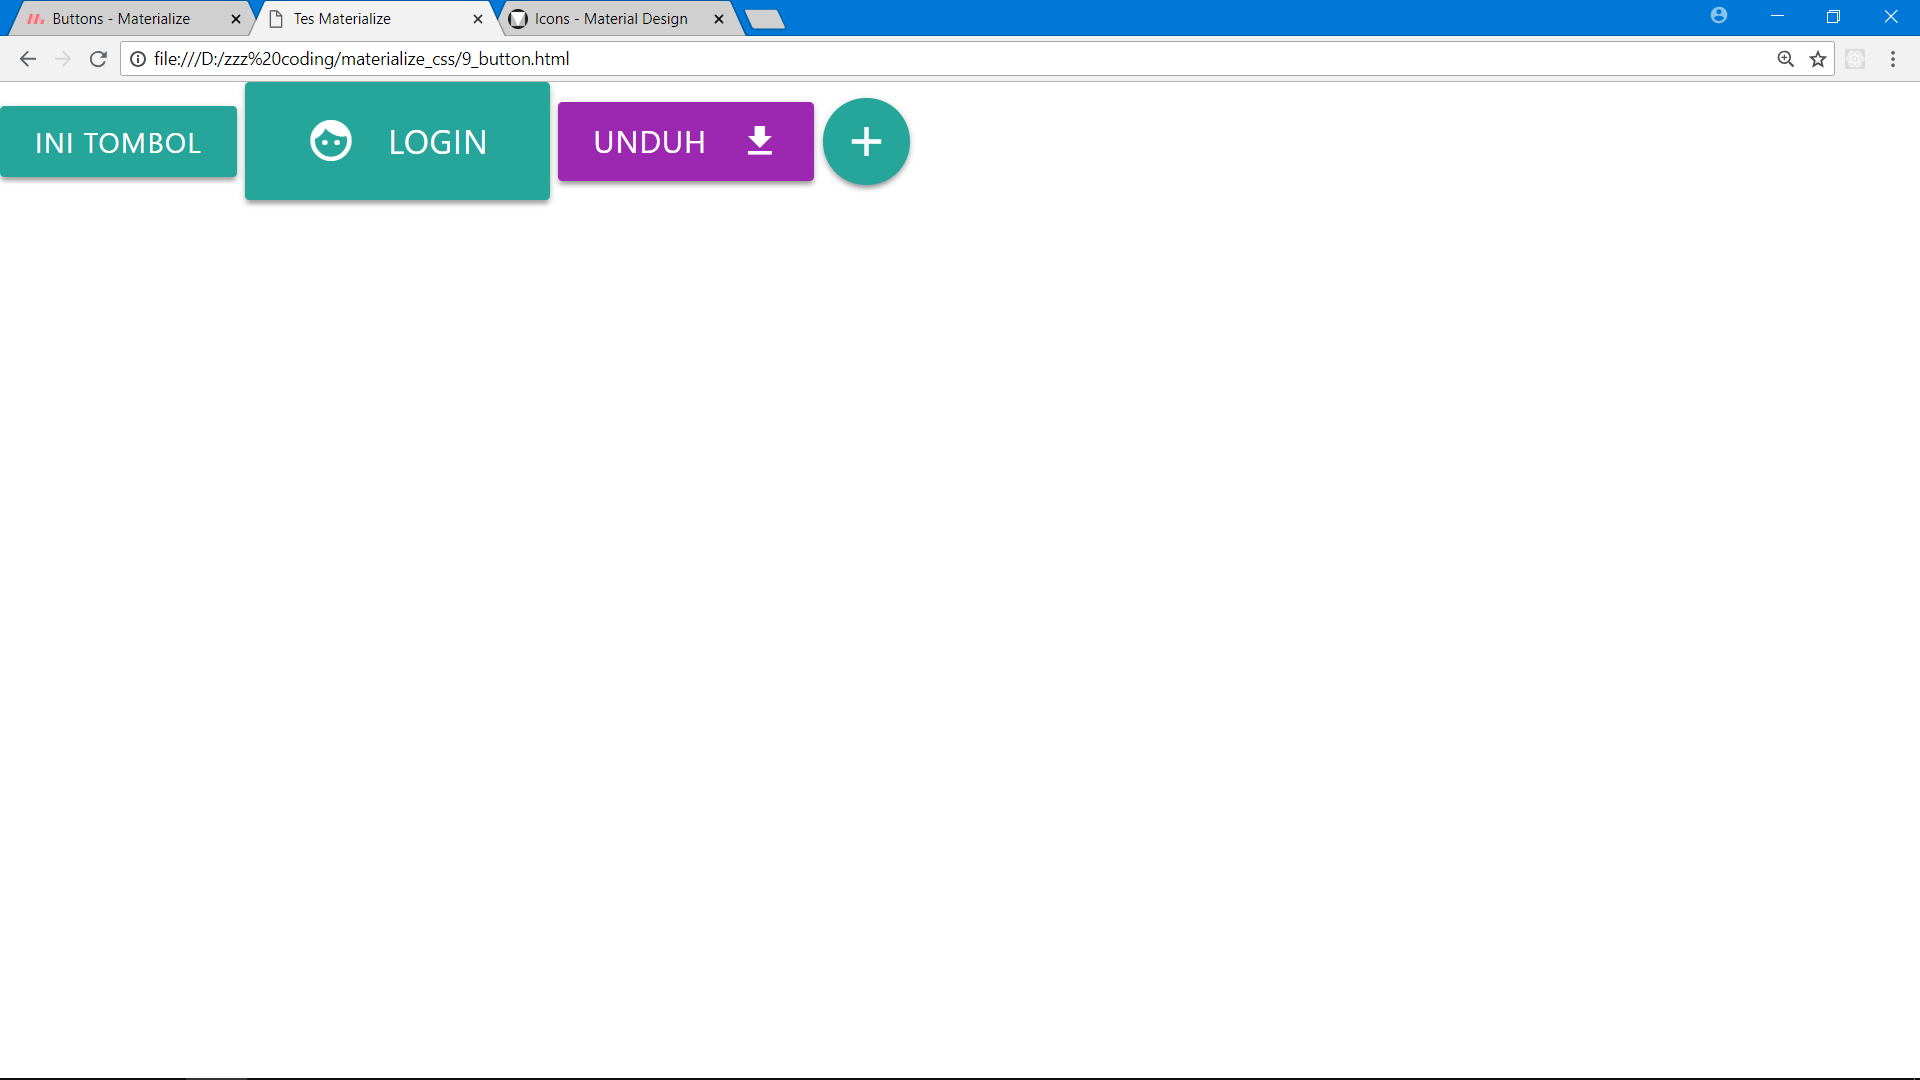 Buttons - Materialize
Tes Materialize
Icons - Material Design
file:///D:/zzz%20coding/materialize_css/9_button.html
INI TOMBOL
LOGIN
UNDUH